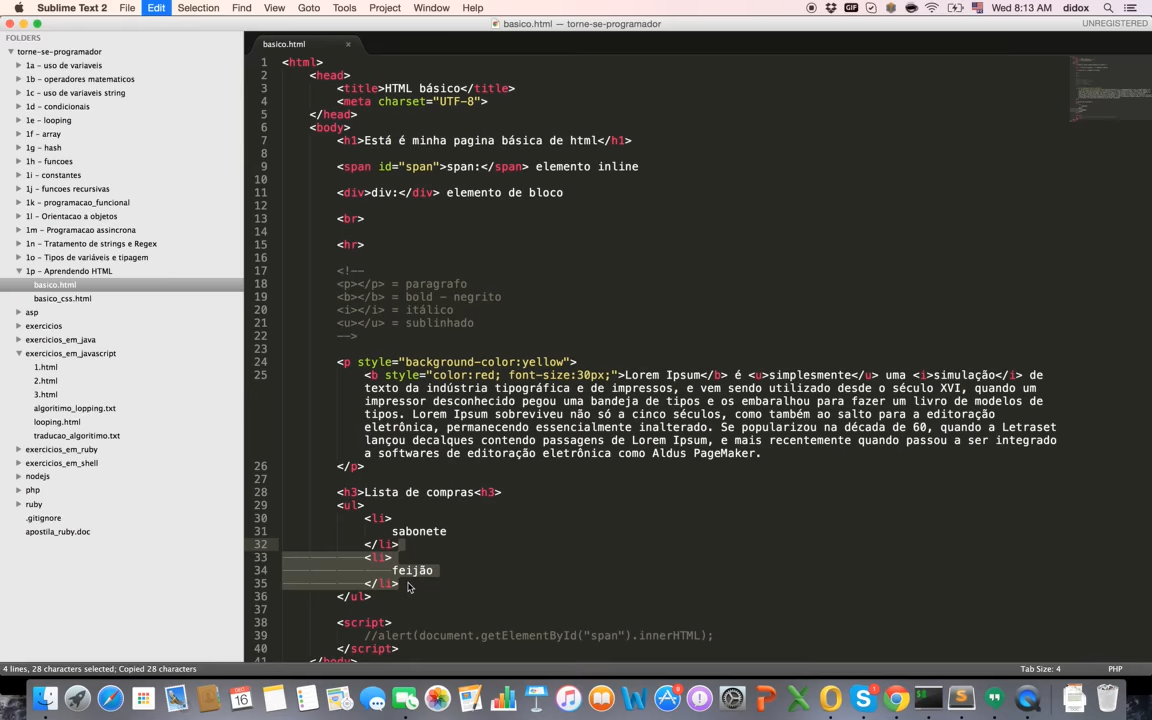 Sublime Text 2 File Edit Selection Find View Goto Tools Project Window Help GIF Wed 8:13 AM didox
basico.html — torne-se-programador UNREGISTERED
FOLDERS
torne-se-programador
1a - uso de variaveis
1b - operadores matematicos
1c - uso de variaveis string
1d - condicionais
1e - looping
1f - array
1g - hash
1h - funcoes
1i - constantes
1j - funcoes recursivas
1k - programacao_funcional
1l - Orientacao a objetos
1m - Programacao assincrona
1n - Tratamento de strings e Regex
1o - Tipos de variáveis e tipagem
1p - Aprendendo HTML
basico.html
basico_css.html
asp
exercicios
exercicios_em_java
exercicios_em_javascript
1.html
2.html
3.html
algoritimo_lopping.txt
looping.html
traducao_algoritimo.txt
exercicios_em_ruby
exercicios_em_shell
nodejs
php
ruby
.gitignore
apostila_ruby.doc
basico.html ×
1 <html>
2 <head>
3 <title>HTML básico</title>
4 <meta charset="UTF-8">
5 </head>
6 <body>
7 <h1>Está é minha pagina básica de html</h1>
8
9 <span id="span">span:</span> elemento inline
10
11 <div>div:</div> elemento de bloco
12
13 <br>
14
15 <hr>
16
17 <!--
18 <p></p> = paragrafo
19 <b></b> = bold - negrito
20 <i></i> = itálico
21 <u></u> = sublinhado
22 -->
23
24 <p style="background-color:yellow">
25 <b style="color:red; font-size:30px;">Lorem Ipsum</b> é <u>simplesmente</u> uma <i>simulação</i> de
texto da indústria tipográfica e de impressos, e vem sendo utilizado desde o século XVI, quando um
impressor desconhecido pegou uma bandeja de tipos e os embaralhou para fazer um livro de modelos de
tipos. Lorem Ipsum sobreviveu não só a cinco séculos, como também ao salto para a editoração
eletrônica, permanecendo essencialmente inalterado. Se popularizou na década de 60, quando a Letraset
lançou decalques contendo passagens de Lorem Ipsum, e mais recentemente quando passou a ser integrado
a softwares de editoração eletrônica como Aldus PageMaker.
26 </p>
27
28 <h3>Lista de compras<h3>
29 <ul>
30 <li>
31 sabonete
32 </li>
33 <li>
34 feijão
35 </li>
36 </ul>
37
38 <script>
39 //alert(document.getElementById("span").innerHTML);
40 </script>
41 </body>
4 lines, 28 characters selected; Copied 28 characters Tab Size: 4 PHP